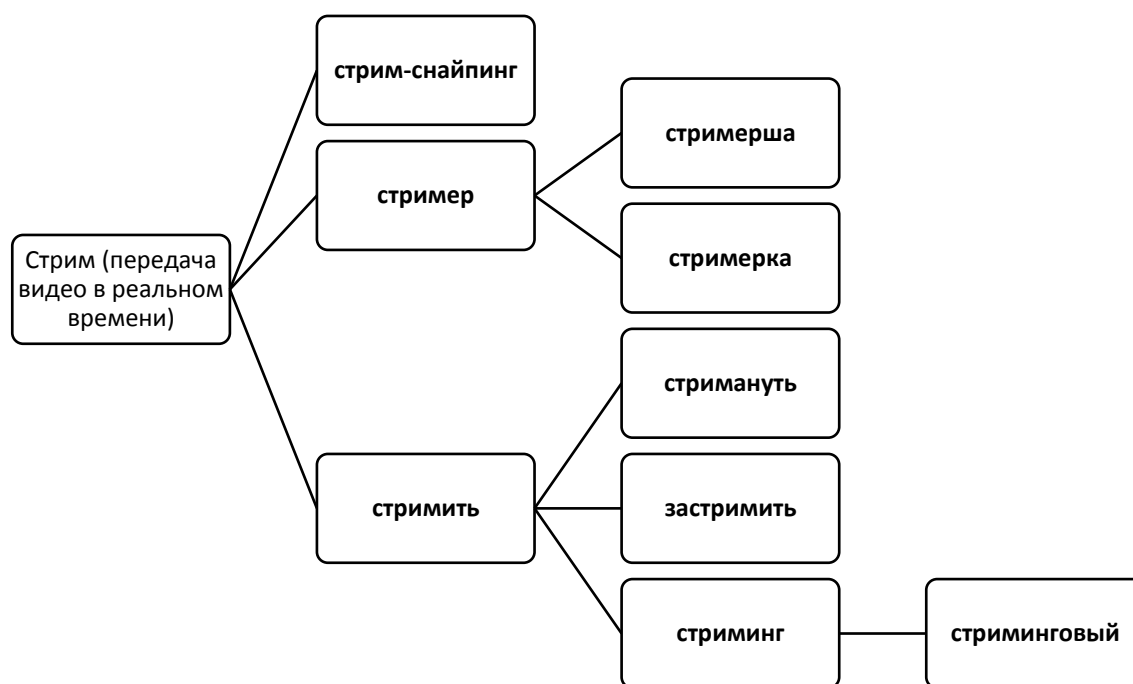 стрим-снайпинг
стримерша
стример
стримерка
Стрим (передача
видео в реальном
времени)
стримануть
стримить
застримить
стриминг
стриминговый